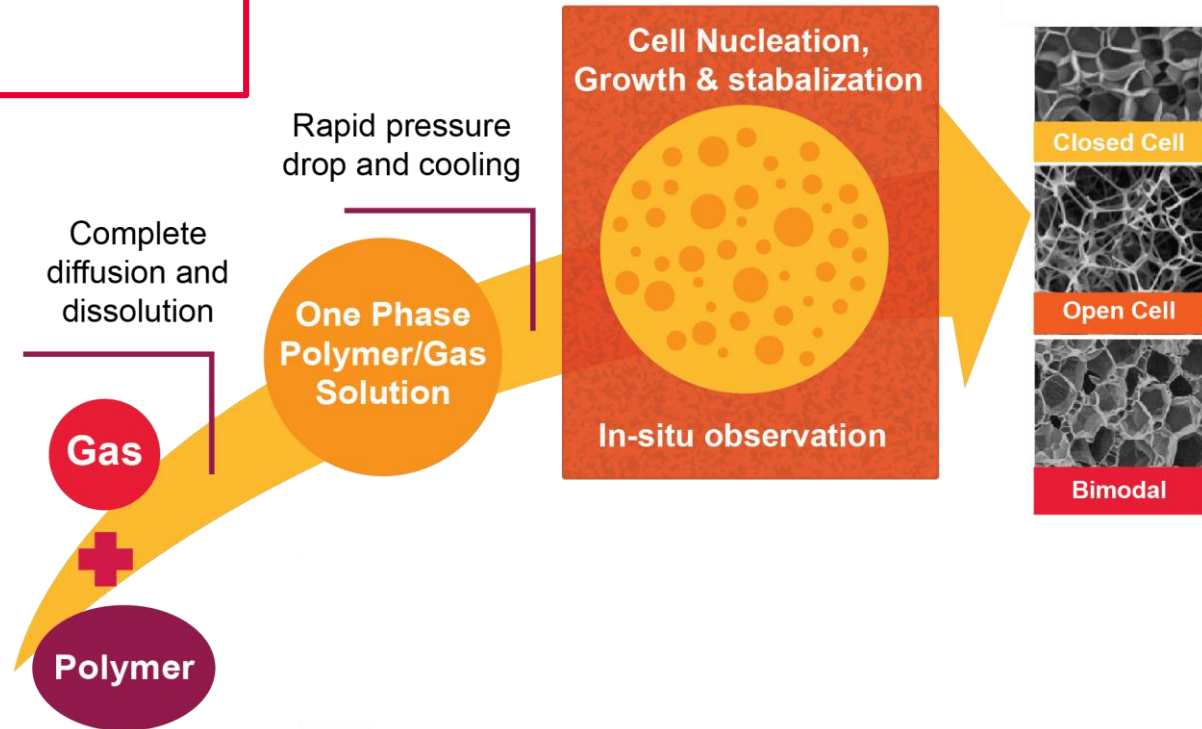 Complete
diffusion and
dissolution
Gas
Polymer
Rapid pressure
drop and cooling
One Phase
Polymer/Gas
Solution
Cell Nucleation,
Growth & stabalization
In-situ observation
Closed Cell
Open Cell
Bimodal